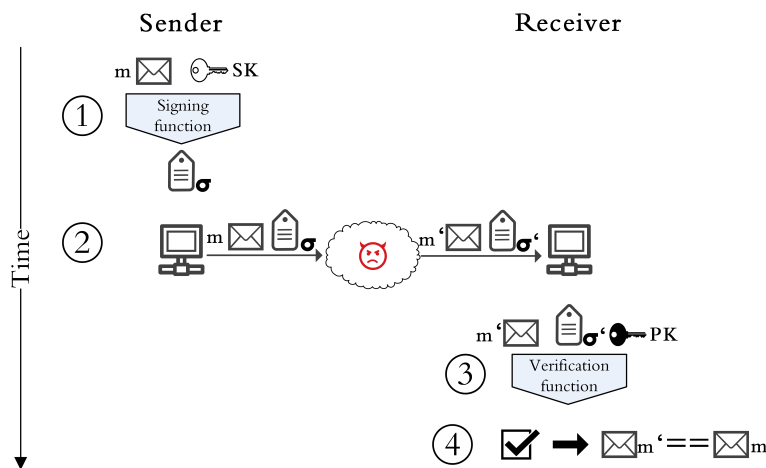 Sender
Receiver
m
SK
1
Signing
function
σ
2
m
σ
m‘
σ‘
Time
m‘
σ‘
PK
3
Verification
function
4
m‘==
m